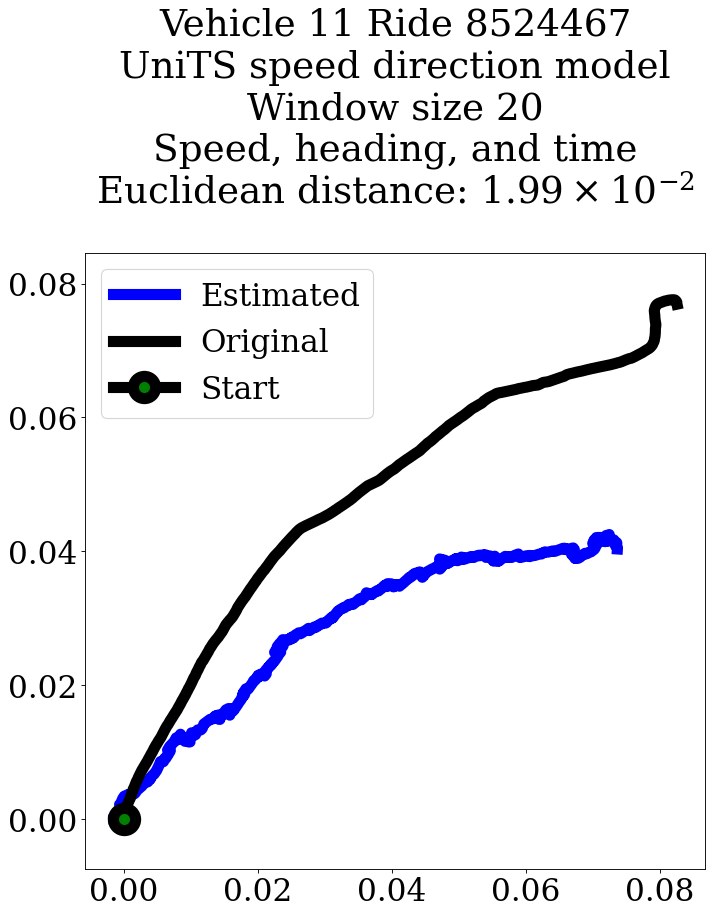 Vehicle 11 Ride 8524467
UniTS speed direction model
Window size 20
Speed, heading, and time
Euclidean distance: 1.99 × 10⁻²
Estimated
Original
Start
0.08
0.06
0.04
0.02
0.00
0.00 0.02 0.04 0.06 0.08